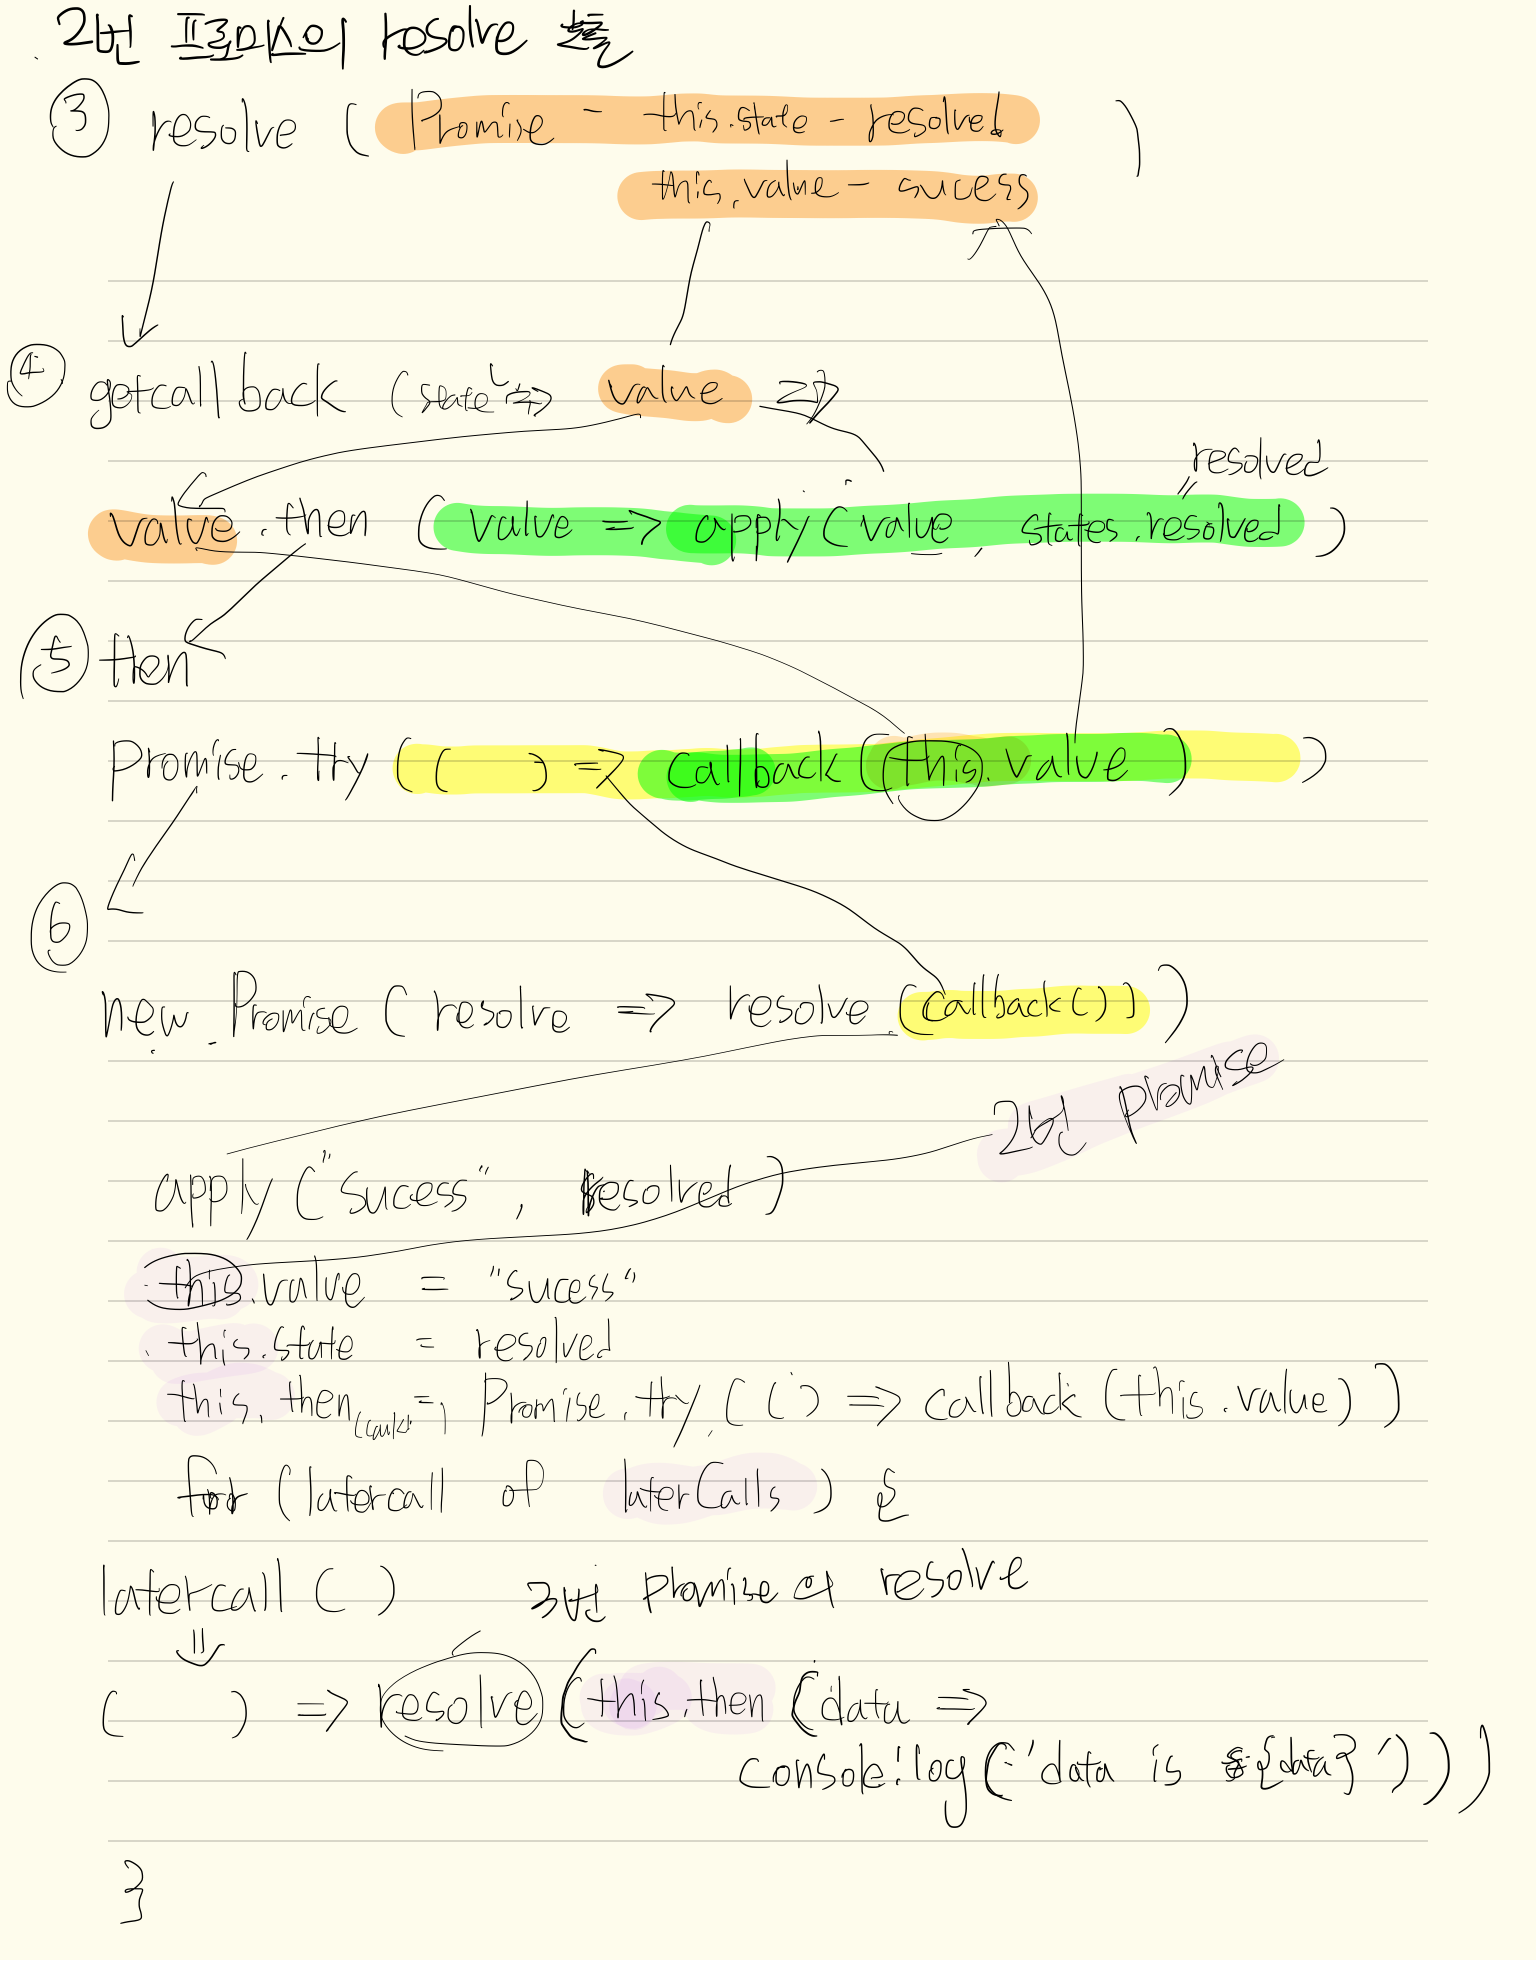 2번 프로미스의 resolve 호출
③ resolve ( Promise - this.state - resolved )
this.value - sucess
④ getcallback (state => value =>
resolved
value.then (value => apply(value, states.resolved)
⑤ then
Promise.try (( ) => callback(this.value) )
⑥
new Promise (resolve => resolve (callback()))
2번 promise
apply ("sucess", resolved)
this.value = "sucess"
this.state = resolved
this.then = Promise.try (() => callback (this.value))
for (latercall of laterCalls) {
latercall ( ) 3번 promise의 resolve
( ) => resolve (this.then (data =>
console.log('data is ${data}')))
}